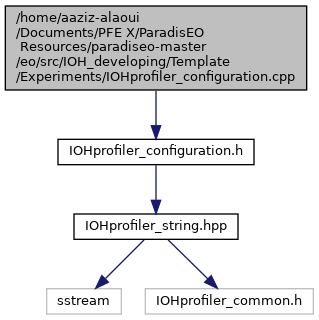 /home/aaziz-alaoui
/Documents/PFE X/ParadisEO
Resources/paradiseo-master
/eo/src/IOH_developing/Template
/Experiments/IOHprofiler_configuration.cpp
IOHprofiler_configuration.h
IOHprofiler_string.hpp
sstream
IOHprofiler_common.h